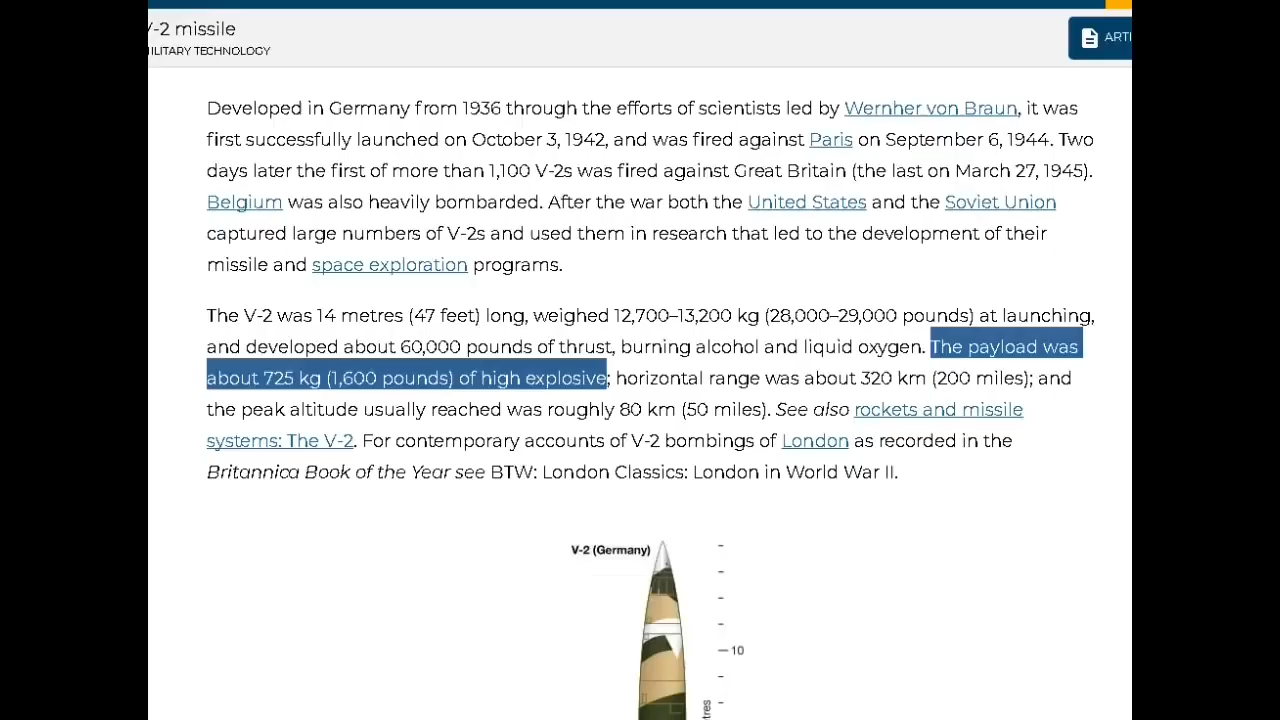 V-2 missile
MILITARY TECHNOLOGY
Developed in Germany from 1936 through the efforts of scientists led by Wernher von Braun, it was
first successfully launched on October 3, 1942, and was fired against Paris on September 6, 1944. Two
days later the first of more than 1,100 V-2s was fired against Great Britain (the last on March 27, 1945).
Belgium was also heavily bombarded. After the war both the United States and the Soviet Union
captured large numbers of V-2s and used them in research that led to the development of their
missile and space exploration programs.
The V-2 was 14 metres (47 feet) long, weighed 12,700–13,200 kg (28,000–29,000 pounds) at launching,
and developed about 60,000 pounds of thrust, burning alcohol and liquid oxygen. The payload was
about 725 kg (1,600 pounds) of high explosive; horizontal range was about 320 km (200 miles); and
the peak altitude usually reached was roughly 80 km (50 miles). See also rockets and missile
systems: The V-2. For contemporary accounts of V-2 bombings of London as recorded in the
Britannica Book of the Year see BTW: London Classics: London in World War II.
V-2 (Germany)
10